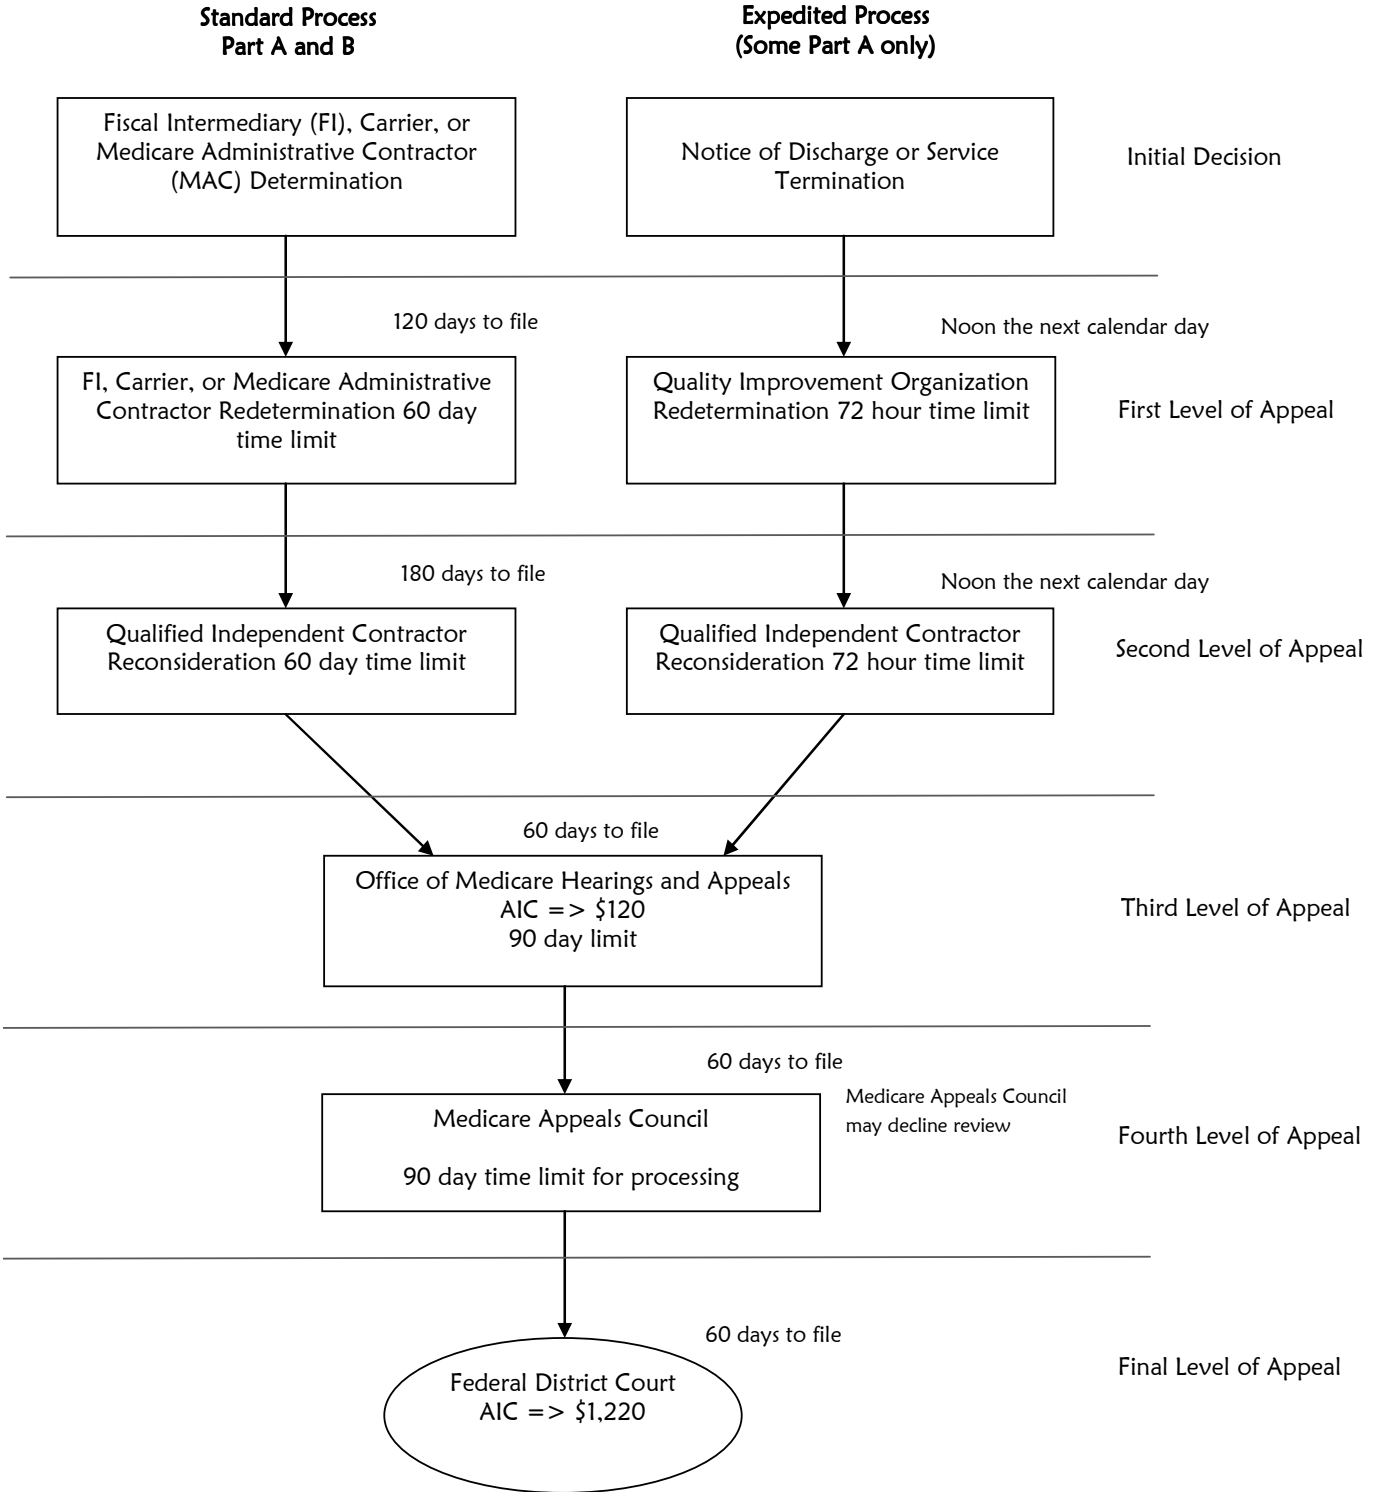 Standard Process
Part A and B
Expedited Process
(Some Part A only)
Fiscal Intermediary (FI), Carrier, or
Medicare Administrative Contractor
(MAC) Determination
Notice of Discharge or Service
Termination
Initial Decision
120 days to file
Noon the next calendar day
FI, Carrier, or Medicare Administrative
Contractor Redetermination 60 day
time limit
Quality Improvement Organization
Redetermination 72 hour time limit
First Level of Appeal
180 days to file
Noon the next calendar day
Qualified Independent Contractor
Reconsideration 60 day time limit
Qualified Independent Contractor
Reconsideration 72 hour time limit
Second Level of Appeal
60 days to file
Office of Medicare Hearings and Appeals
AIC => $120
90 day limit
Third Level of Appeal
60 days to file
Medicare Appeals Council
may decline review
Medicare Appeals Council
90 day time limit for processing
Fourth Level of Appeal
60 days to file
Federal District Court
AIC => $1,220
Final Level of Appeal